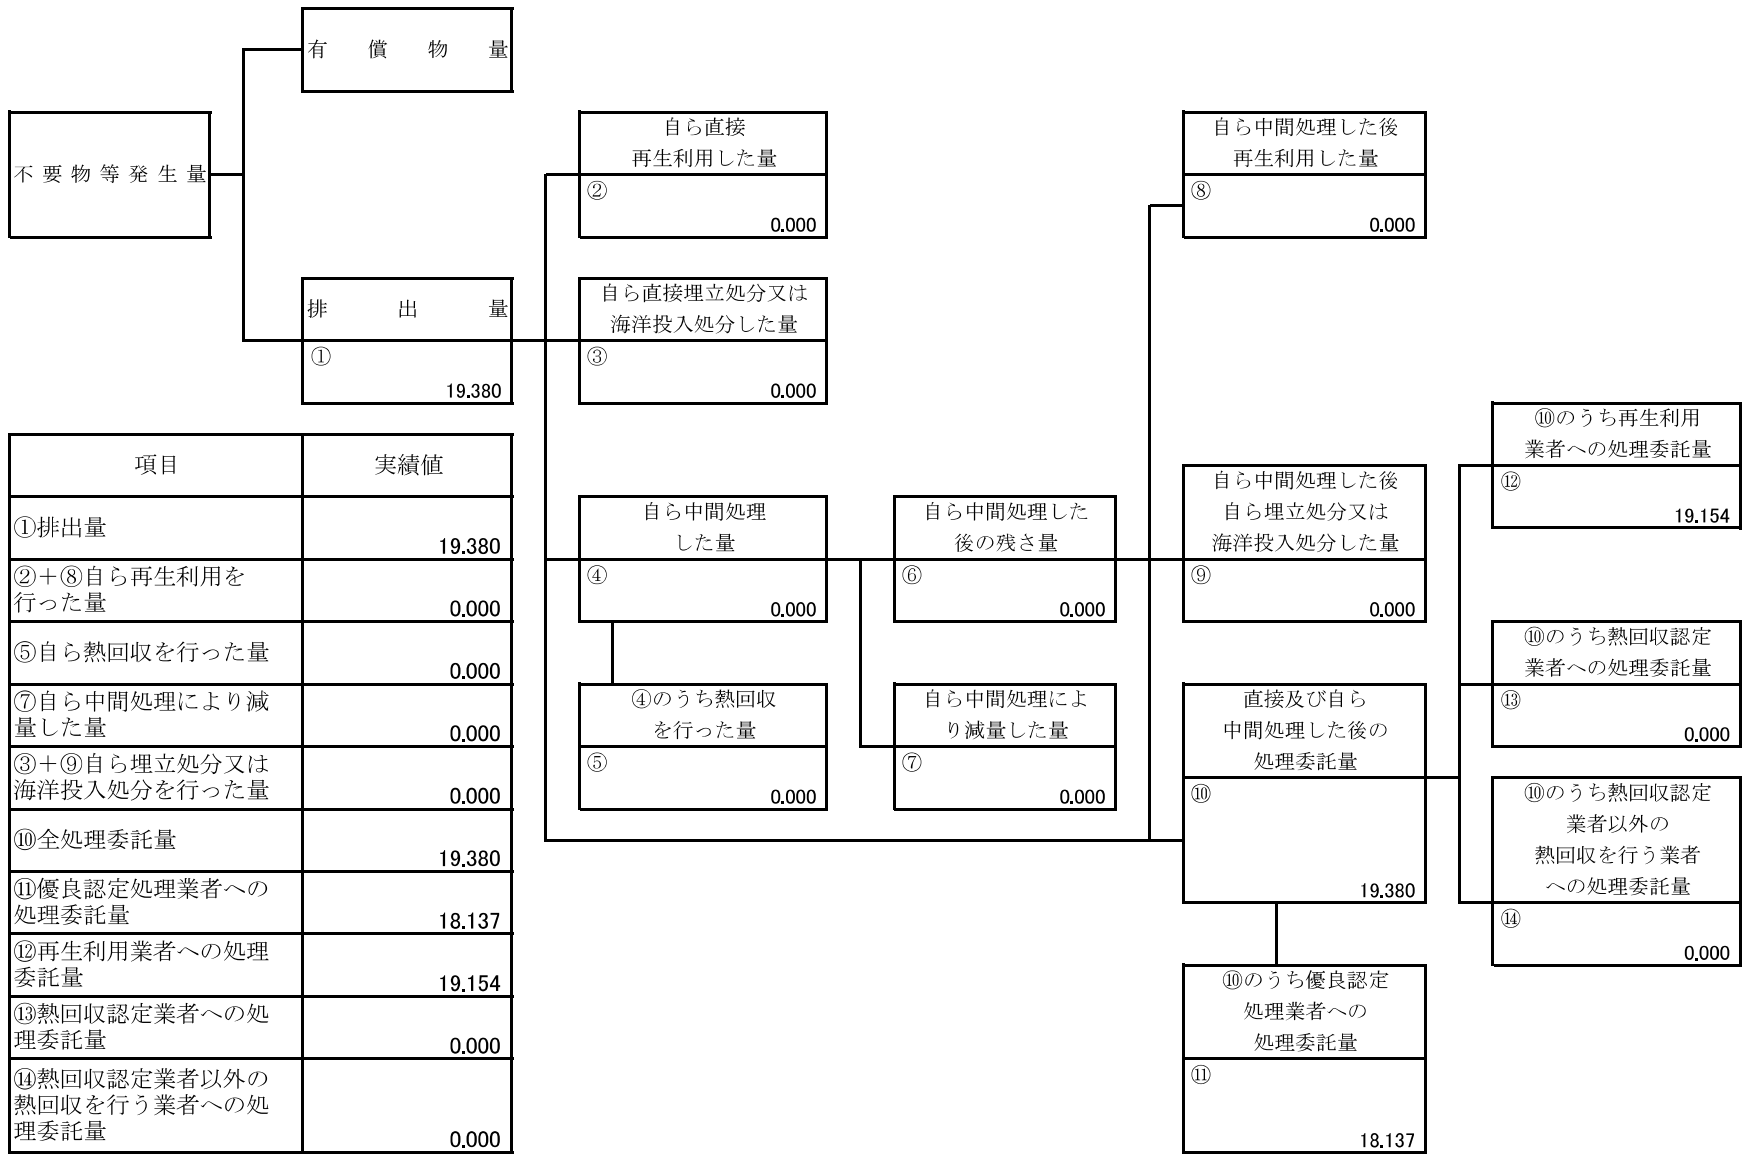 有償物量
不要物等発生量
排出量
①
19.380
自ら直接
再生利用した量
②
0.000
自ら直接埋立処分又は
海洋投入処分した量
③
0.000
自ら中間処理
した量
④
0.000
④のうち熱回収
を行った量
⑤
0.000
自ら中間処理した
後の残さ量
⑥
0.000
自ら中間処理によ
り減量した量
⑦
0.000
自ら中間処理した後
再生利用した量
⑧
0.000
自ら中間処理した後
自ら埋立処分又は
海洋投入処分した量
⑨
0.000
直接及び自ら
中間処理した後の
処理委託量
⑩
19.380
⑩のうち優良認定
処理業者への
処理委託量
⑪
18.137
⑩のうち再生利用
業者への処理委託量
⑫
19.154
⑩のうち熱回収認定
業者への処理委託量
⑬
0.000
⑩のうち熱回収認定
業者以外の
熱回収を行う業者
への処理委託量
⑭
0.000
項目 実績値
①排出量
19.380
②＋⑧自ら再生利用を
行った量
0.000
⑤自ら熱回収を行った量
0.000
⑦自ら中間処理により減
量した量
0.000
③＋⑨自ら埋立処分又は
海洋投入処分を行った量
0.000
⑩全処理委託量
19.380
⑪優良認定処理業者への
処理委託量
18.137
⑫再生利用業者への処理
委託量
19.154
⑬熱回収認定業者への処
理委託量
0.000
⑭熱回収認定業者以外の
熱回収を行う業者への処
理委託量
0.000